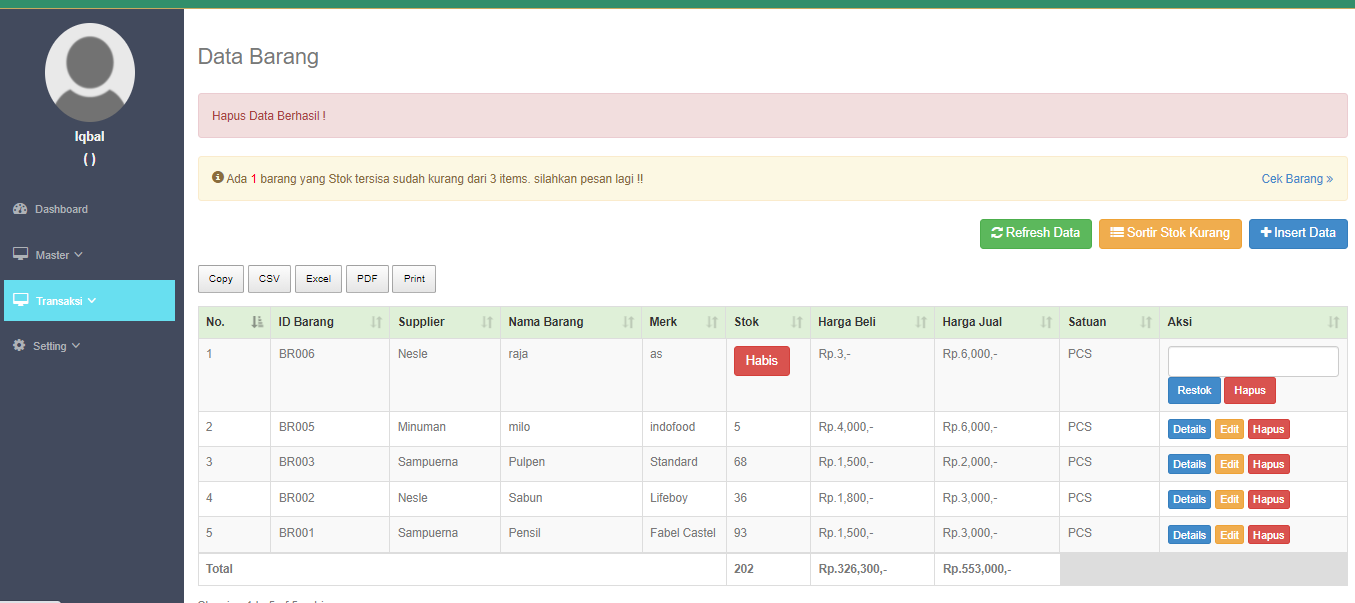 Iqbal
( )
Dashboard
Master
Transaksi
Setting
Data Barang
Hapus Data Berhasil !
Ada 1 barang yang Stok tersisa sudah kurang dari 3 items. silahkan pesan lagi !! Cek Barang »
Refresh Data Sortir Stok Kurang Insert Data
Copy CSV Excel PDF Print
No. ID Barang Supplier Nama Barang Merk Stok Harga Beli Harga Jual Satuan Aksi
1 BR006 Nesle raja as Habis Rp.3,- Rp.6,000,- PCS
Restok Hapus
2 BR005 Minuman milo indofood 5 Rp.4,000,- Rp.6,000,- PCS Details Edit Hapus
3 BR003 Sampuerna Pulpen Standard 68 Rp.1,500,- Rp.2,000,- PCS Details Edit Hapus
4 BR002 Nesle Sabun Lifeboy 36 Rp.1,800,- Rp.3,000,- PCS Details Edit Hapus
5 BR001 Sampuerna Pensil Fabel Castel 93 Rp.1,500,- Rp.3,000,- PCS Details Edit Hapus
Total 202 Rp.326,300,- Rp.553,000,-